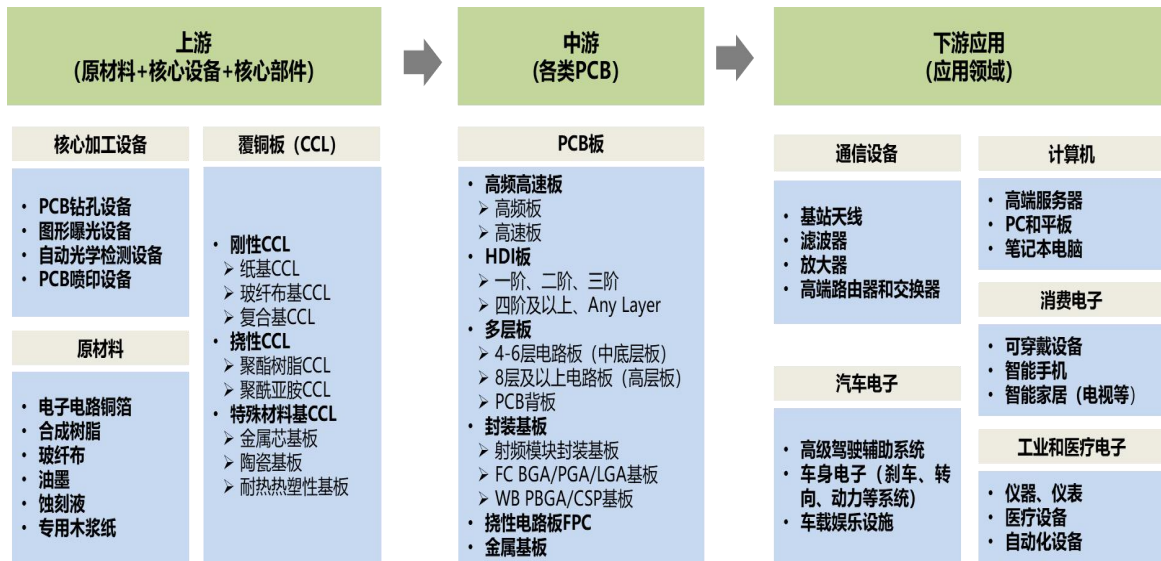 上游
(原材料+核心设备+核心部件)
中游
(各类PCB)
下游应用
(应用领域)
核心加工设备
• PCB钻孔设备
• 图形曝光设备
• 自动光学检测设备
• PCB喷印设备
原材料
• 电子电路铜箔
• 合成树脂
• 玻纤布
• 油墨
• 蚀刻液
• 专用木浆纸
覆铜板（CCL）
• 刚性CCL
➢ 纸基CCL
➢ 玻纤布基CCL
➢ 复合基CCL
• 挠性CCL
➢ 聚酯树脂CCL
➢ 聚酰亚胺CCL
• 特殊材料基CCL
➢ 金属芯基板
➢ 陶瓷基板
➢ 耐热热塑性基板
PCB板
• 高频高速板
➢ 高频板
➢ 高速板
• HDI板
➢ 一阶、二阶、三阶
➢ 四阶及以上、Any Layer
• 多层板
➢ 4-6层电路板（中底层板）
➢ 8层及以上电路板（高层板）
➢ PCB背板
• 封装基板
➢ 射频模块封装基板
➢ FC BGA/PGA/LGA基板
➢ WB PBGA/CSP基板
• 挠性电路板FPC
• 金属基板
通信设备
• 基站天线
• 滤波器
• 放大器
• 高端路由器和交换器
汽车电子
• 高级驾驶辅助系统
• 车身电子（刹车、转
向、动力等系统)
• 车载娱乐设施
计算机
• 高端服务器
• PC和平板
• 笔记本电脑
消费电子
• 可穿戴设备
• 智能手机
• 智能家居（电视等）
工业和医疗电子
• 仪器、仪表
• 医疗设备
• 自动化设备